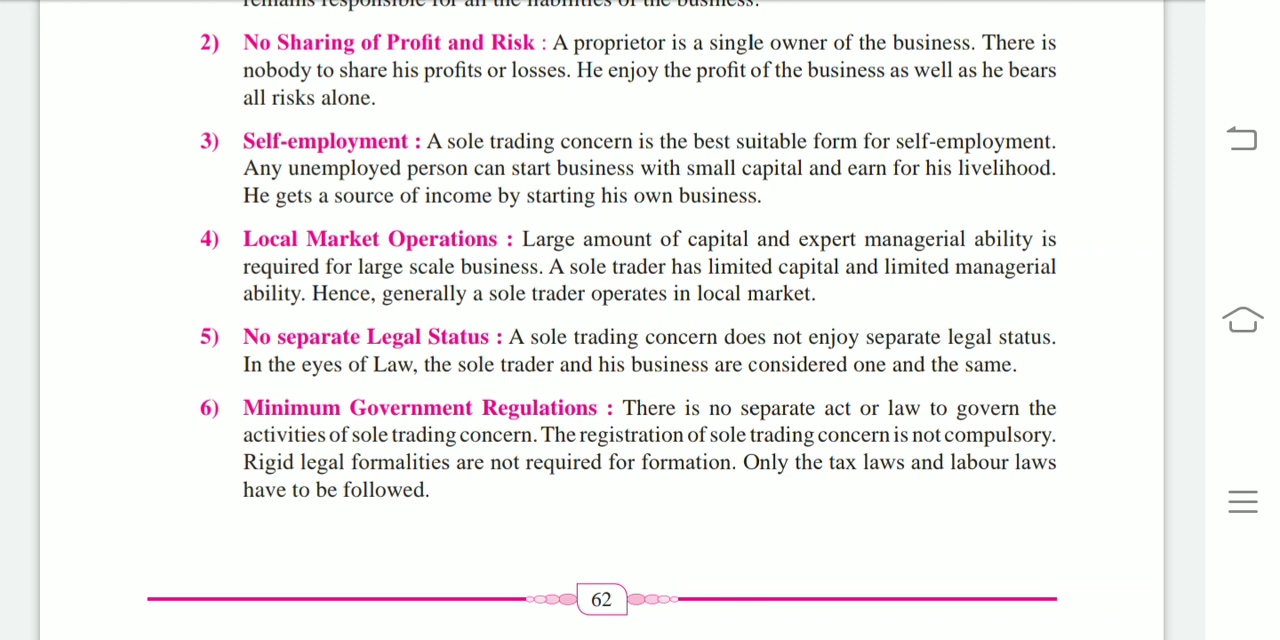 remains responsible for all the liabilities of the business.
2) No Sharing of Profit and Risk : A proprietor is a single owner of the business. There is
nobody to share his profits or losses. He enjoy the profit of the business as well as he bears
all risks alone.
3) Self-employment : A sole trading concern is the best suitable form for self-employment.
Any unemployed person can start business with small capital and earn for his livelihood.
He gets a source of income by starting his own business.
4) Local Market Operations : Large amount of capital and expert managerial ability is
required for large scale business. A sole trader has limited capital and limited managerial
ability. Hence, generally a sole trader operates in local market.
5) No separate Legal Status : A sole trading concern does not enjoy separate legal status.
In the eyes of Law, the sole trader and his business are considered one and the same.
6) Minimum Government Regulations : There is no separate act or law to govern the
activities of sole trading concern. The registration of sole trading concern is not compulsory.
Rigid legal formalities are not required for formation. Only the tax laws and labour laws
have to be followed.
62